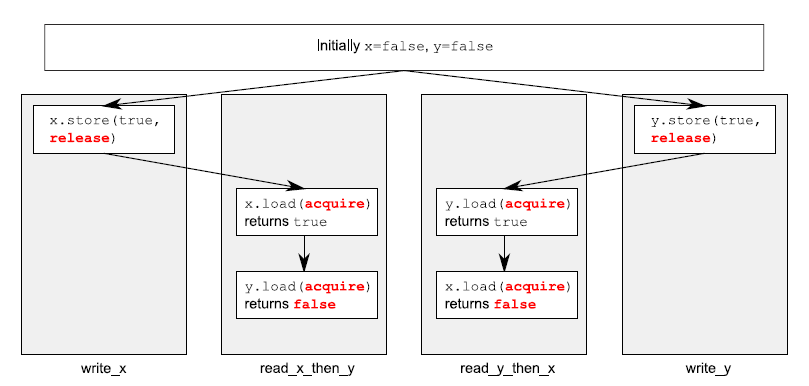 Initially x=false, y=false
x.store(true,
release)
y.store(true,
release)
x.load(acquire)
returns true
y.load(acquire)
returns true
y.load(acquire)
returns false
x.load(acquire)
returns false
write_x
read_x_then_y
read_y_then_x
write_y